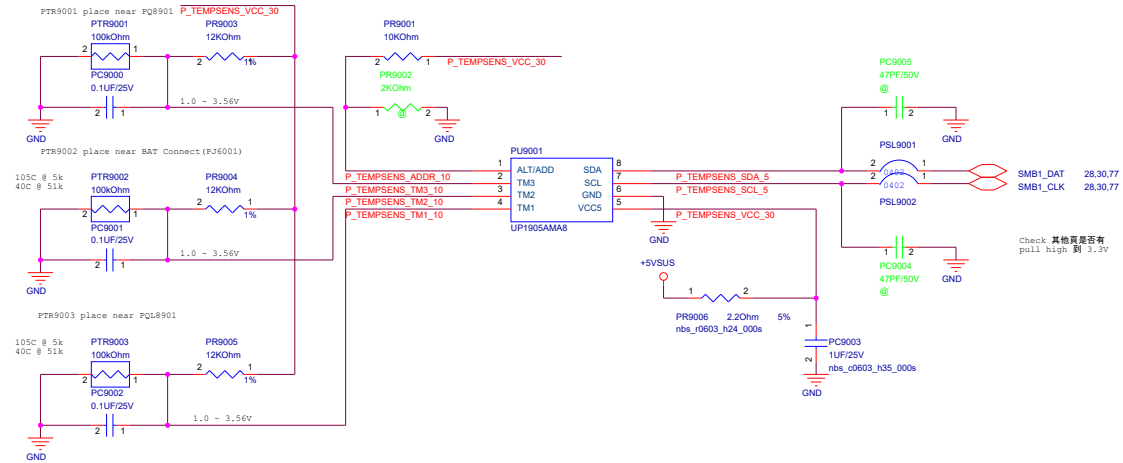 PTR9001 place near PQ8901
P_TEMPSENS_VCC_30
PTR9001
100kOhm
2
1
PR9003
12KOhm
2
1
1%
PC9000
0.1UF/25V
2
1
1.0 ~ 3.56V
GND
PTR9002 place near BAT Connect(PJ6001)
105C @ 5k
40C @ 51k
PTR9002
100kOhm
2
1
PR9004
12KOhm
2
1
1%
PC9001
0.1UF/25V
2
1
1.0 ~ 3.56V
GND
PTR9003 place near PQL8901
105C @ 5k
40C @ 51k
PTR9003
100kOhm
2
1
PR9005
12KOhm
2
1
1%
PC9002
0.1UF/25V
2
1
1.0 ~ 3.56V
GND
PR9001
10KOhm
2
1
P_TEMPSENS_VCC_30
PR9002
2KOhm
1
2
@
GND
PU9001
P_TEMPSENS_ADDR_10
1
ALT/ADD
P_TEMPSENS_TM3_10
2
TM3
P_TEMPSENS_TM2_10
3
TM2
P_TEMPSENS_TM1_10
4
TM1
SDA
8
P_TEMPSENS_SDA_5
SCL
7
P_TEMPSENS_SCL_5
GND
6
VCC5
5
P_TEMPSENS_VCC_30
UP1905AMA8
GND
+5VSUS
1
2
PR9006
2.2Ohm
5%
nbs_r0603_h24_000s
1
2
PC9003
1UF/25V
nbs_c0603_h35_000s
GND
PC9005
47PF/50V
@
1
2
GND
PSL9001
2
1
0402
2
1
0402
PSL9002
SMB1_DAT
28,30,77
SMB1_CLK
28,30,77
1
2
PC9004
47PF/50V
@
GND
Check 其他頁是否有
pull high 到 3.3V